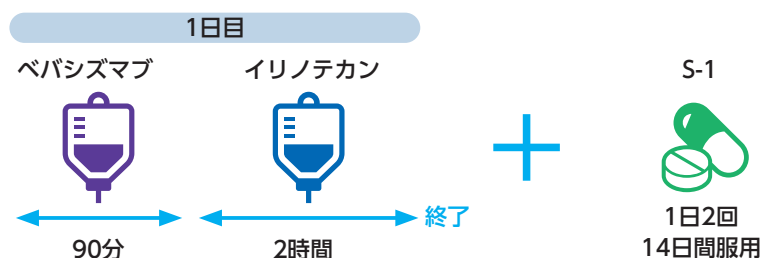 1日目
ベバシズマブ
イリノテカン
S-1
終了
90分
2時間
1日2回
14日間服用